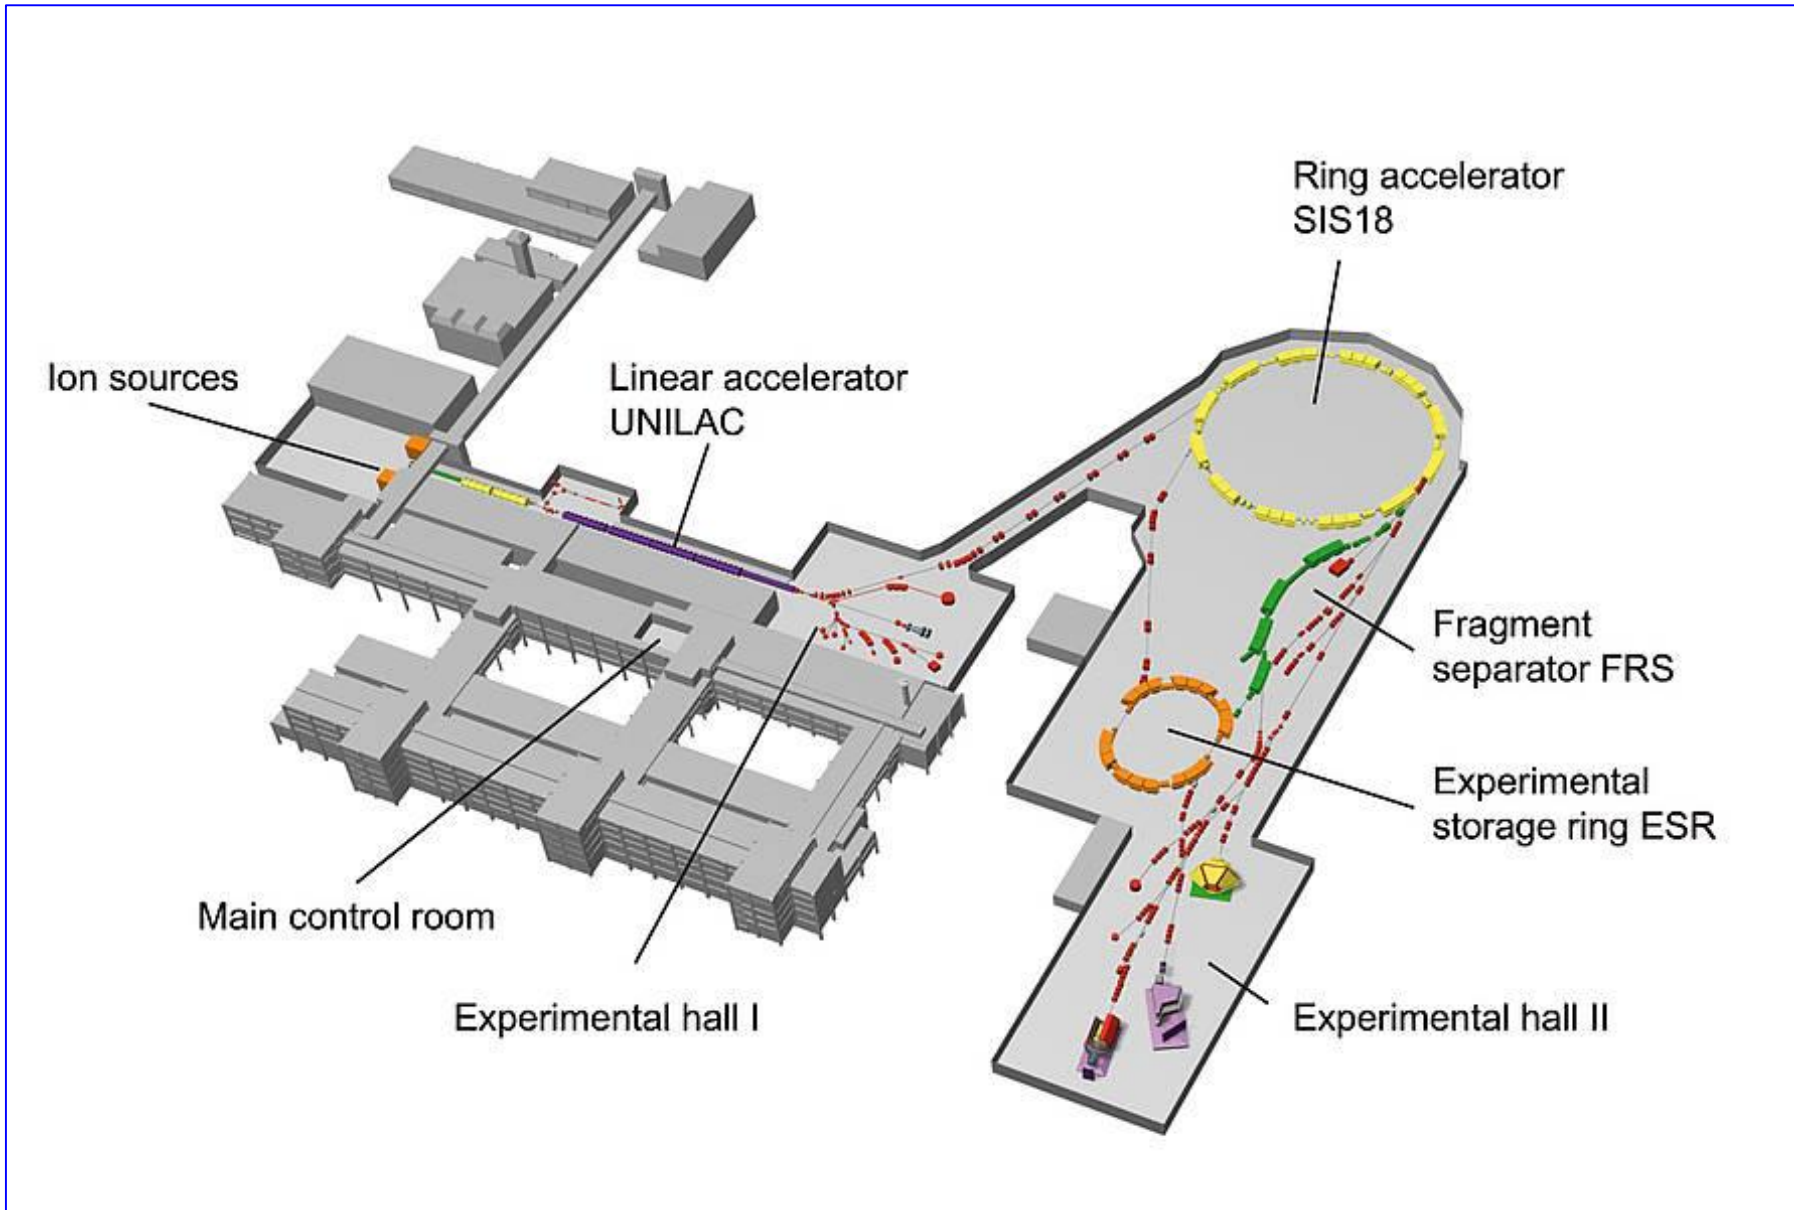 Ring accelerator
SIS18
Ion sources
Linear accelerator
UNILAC
Fragment
separator FRS
Experimental
storage ring ESR
Main control room
Experimental hall I
Experimental hall II